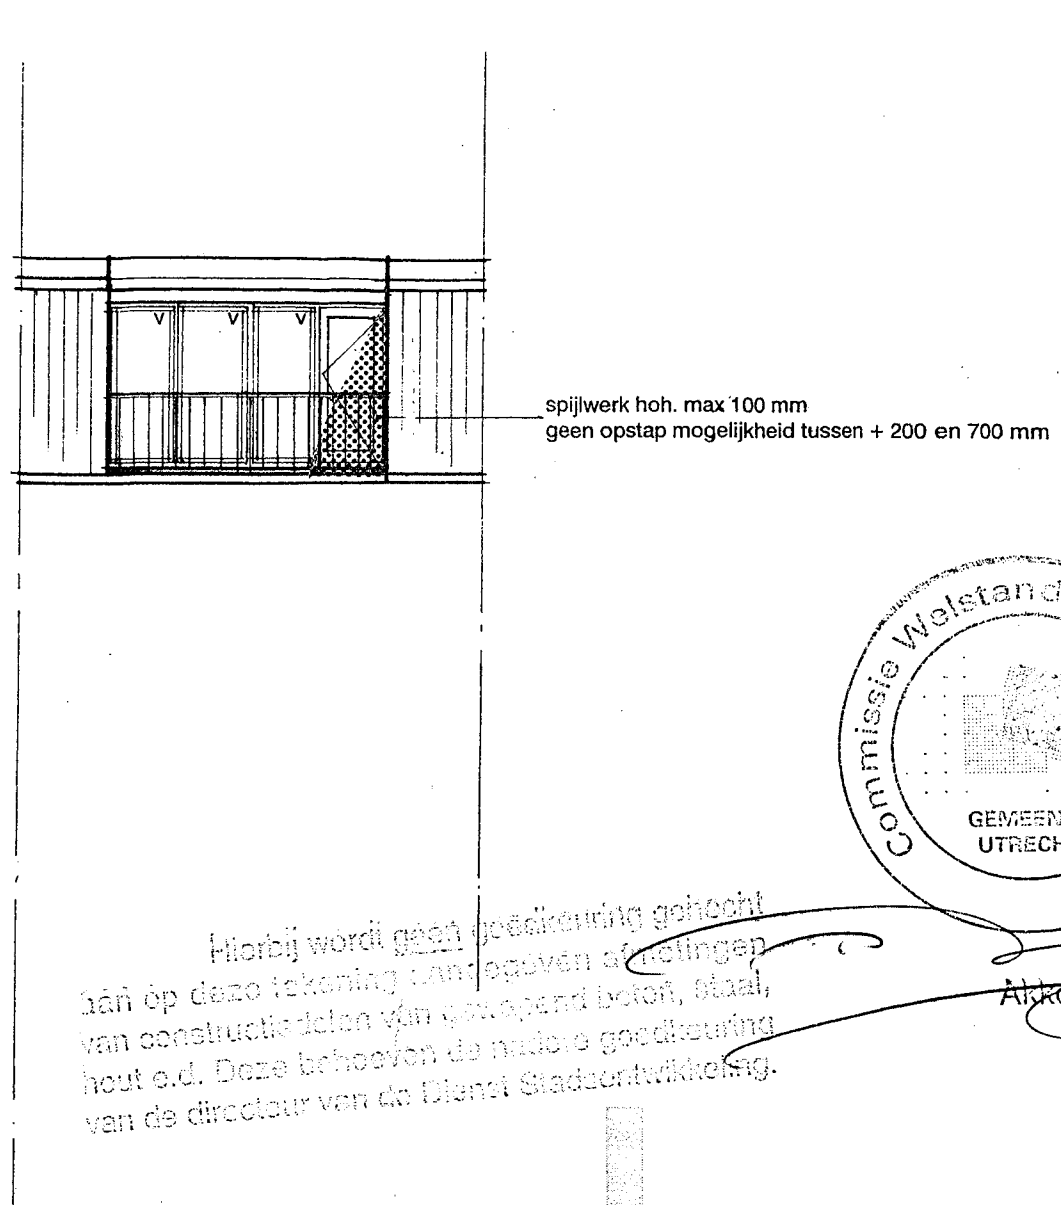 V V V
spijlwerk hoh. max 100 mm
geen opstap mogelijkheid tussen + 200 en 700 mm
Commissie Welstand
GEMEEN
UTRECH
Hierbij wordt geen goedkeuring gehecht
aan op deze tekening aangegeven afmetingen
van constructiedelen van gewapend beton, staal,
hout e.d. Deze behoeven de nadere goedkeuring
van de directeur van de Dienst Stadsontwikkeling.
Akko